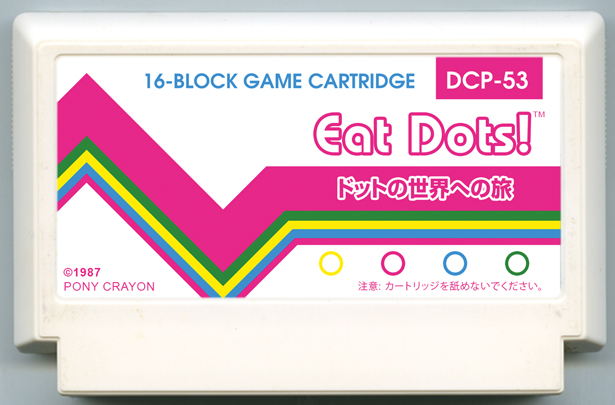 16-BLOCK GAME CARTRIDGE
DCP-53
Eat Dots!™
ドットの世界への旅
©1987
PONY CRAYON
注意: カートリッジを舐めないでください。